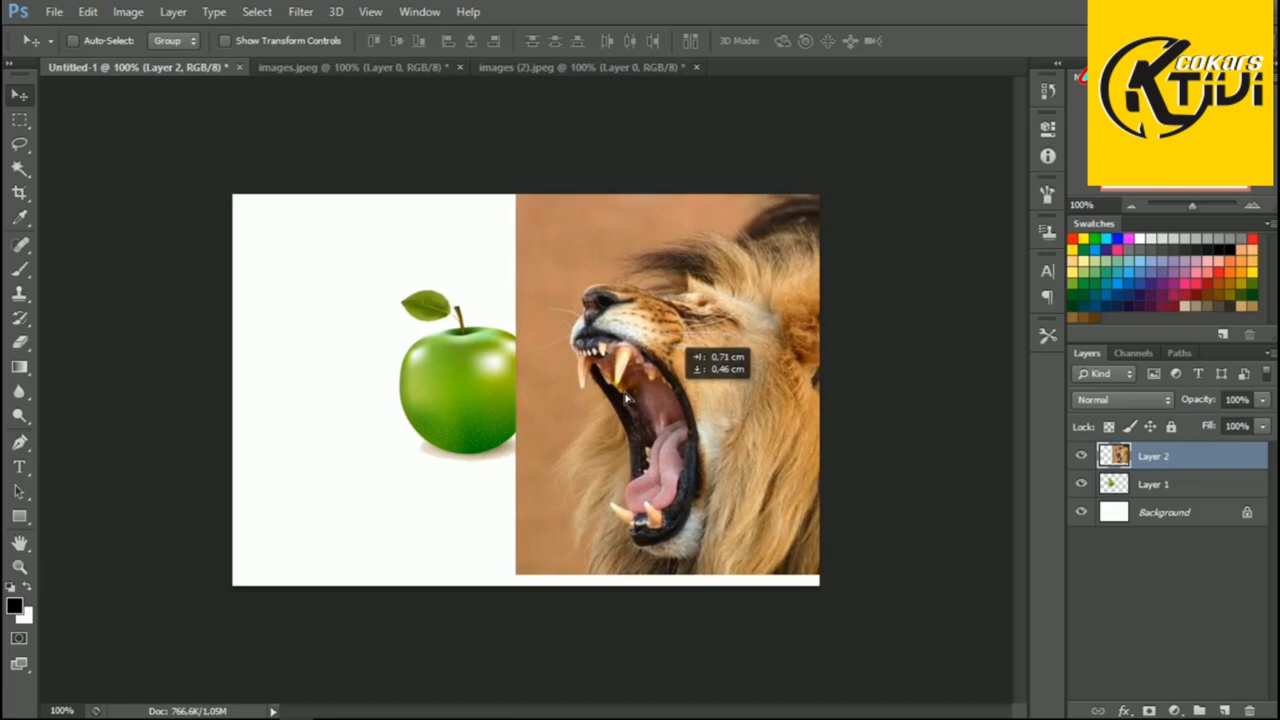 Ps File Edit Image Layer Type Select Filter 3D View Window Help
Auto-Select: Group Show Transform Controls 3D Mode:
Untitled-1 @ 100% (Layer 2, RGB/8) * × images.jpeg @ 100% (Layer 0, RGB/8) * × images (2).jpeg @ 100% (Layer 0, RGB/8) * ×
cokars
KTiVi
100%
Swatches
Layers Channels Paths
Kind
Normal Opacity: 100%
Lock: Fill: 100%
Layer 2
Layer 1
Background
: 0,71 cm
: 0,46 cm
100% Doc: 766,6K/1,05M